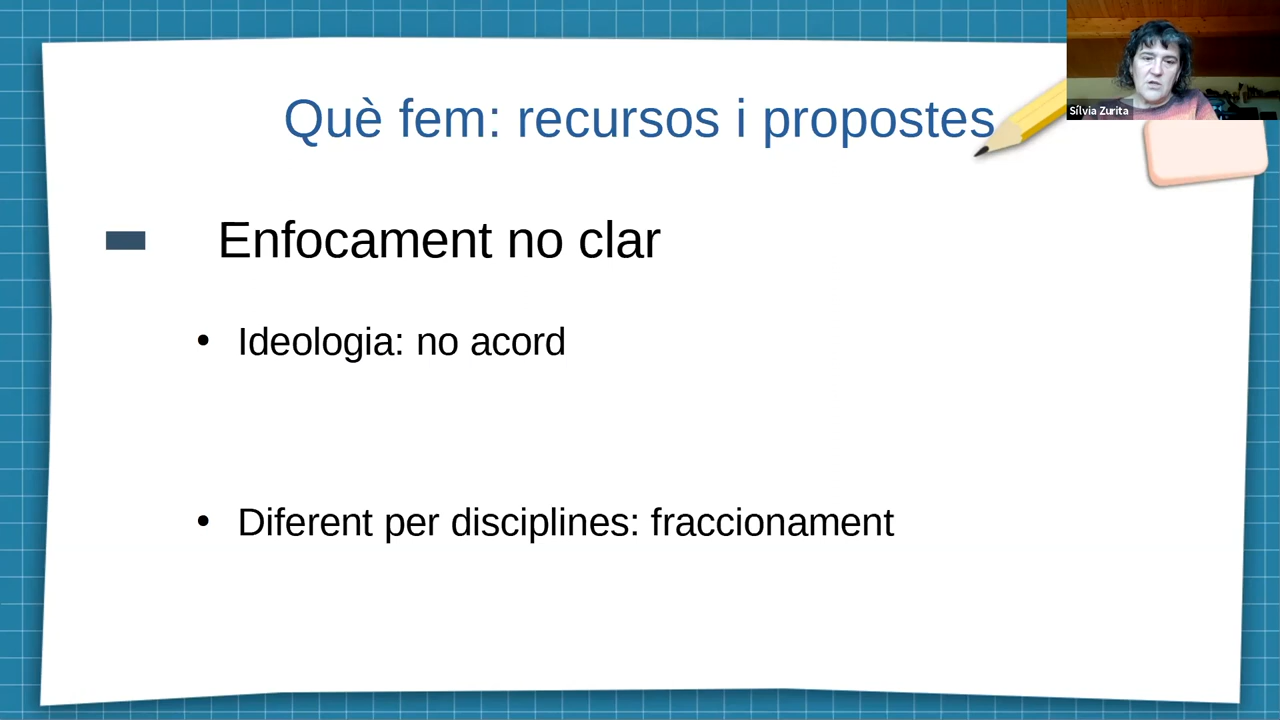 Què fem: recursos i propostes
Sílvia Zurita
Enfocament no clar
Ideologia: no acord
Diferent per disciplines: fraccionament